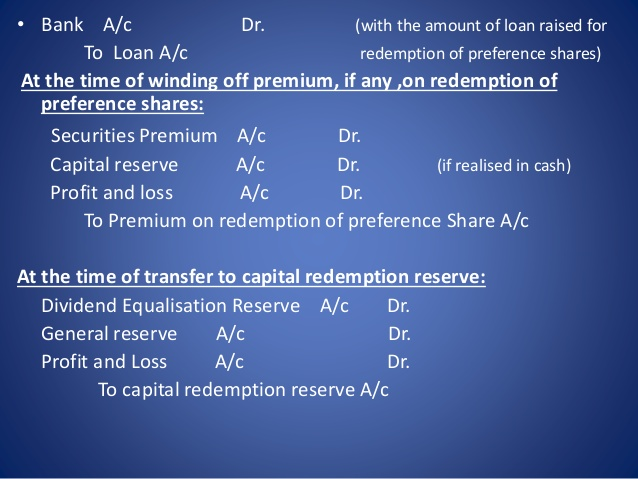 • Bank A/c Dr. (with the amount of loan raised for
To Loan A/c redemption of preference shares)
At the time of winding off premium, if any ,on redemption of
preference shares:
Securities Premium A/c Dr.
Capital reserve A/c Dr. (if realised in cash)
Profit and loss A/c Dr.
To Premium on redemption of preference Share A/c
At the time of transfer to capital redemption reserve:
Dividend Equalisation Reserve A/c Dr.
General reserve A/c Dr.
Profit and Loss A/c Dr.
To capital redemption reserve A/c